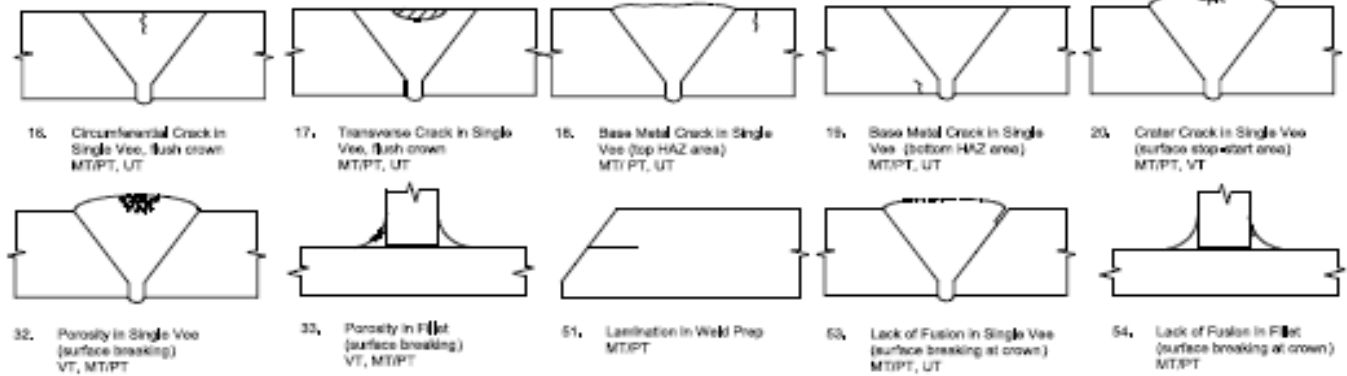 16. Circumferential Crack in
Single Vee, flush crown
MT/PT, UT
17. Transverse Crack in Single
Vee, flush crown
MT/PT, UT
18. Base Metal Crack in Single
Vee (top HAZ area)
MT/ PT, UT
19. Base Metal Crack in Single
Vee (bottom HAZ area)
MT/PT, UT
20. Crater Crack in Single Vee
(surface stop-start area)
MT/PT, VT
32. Porosity in Single Vee
(surface breaking)
VT, MT/PT
33. Porosity in Fillet
(surface breaking)
VT, MT/PT
51. Lamination in Weld Prep
MT/PT
53. Lack of Fusion in Single Vee
(surface breaking at crown)
MT/PT, UT
54. Lack of Fusion in Fillet
(surface breaking at crown)
MT/PT